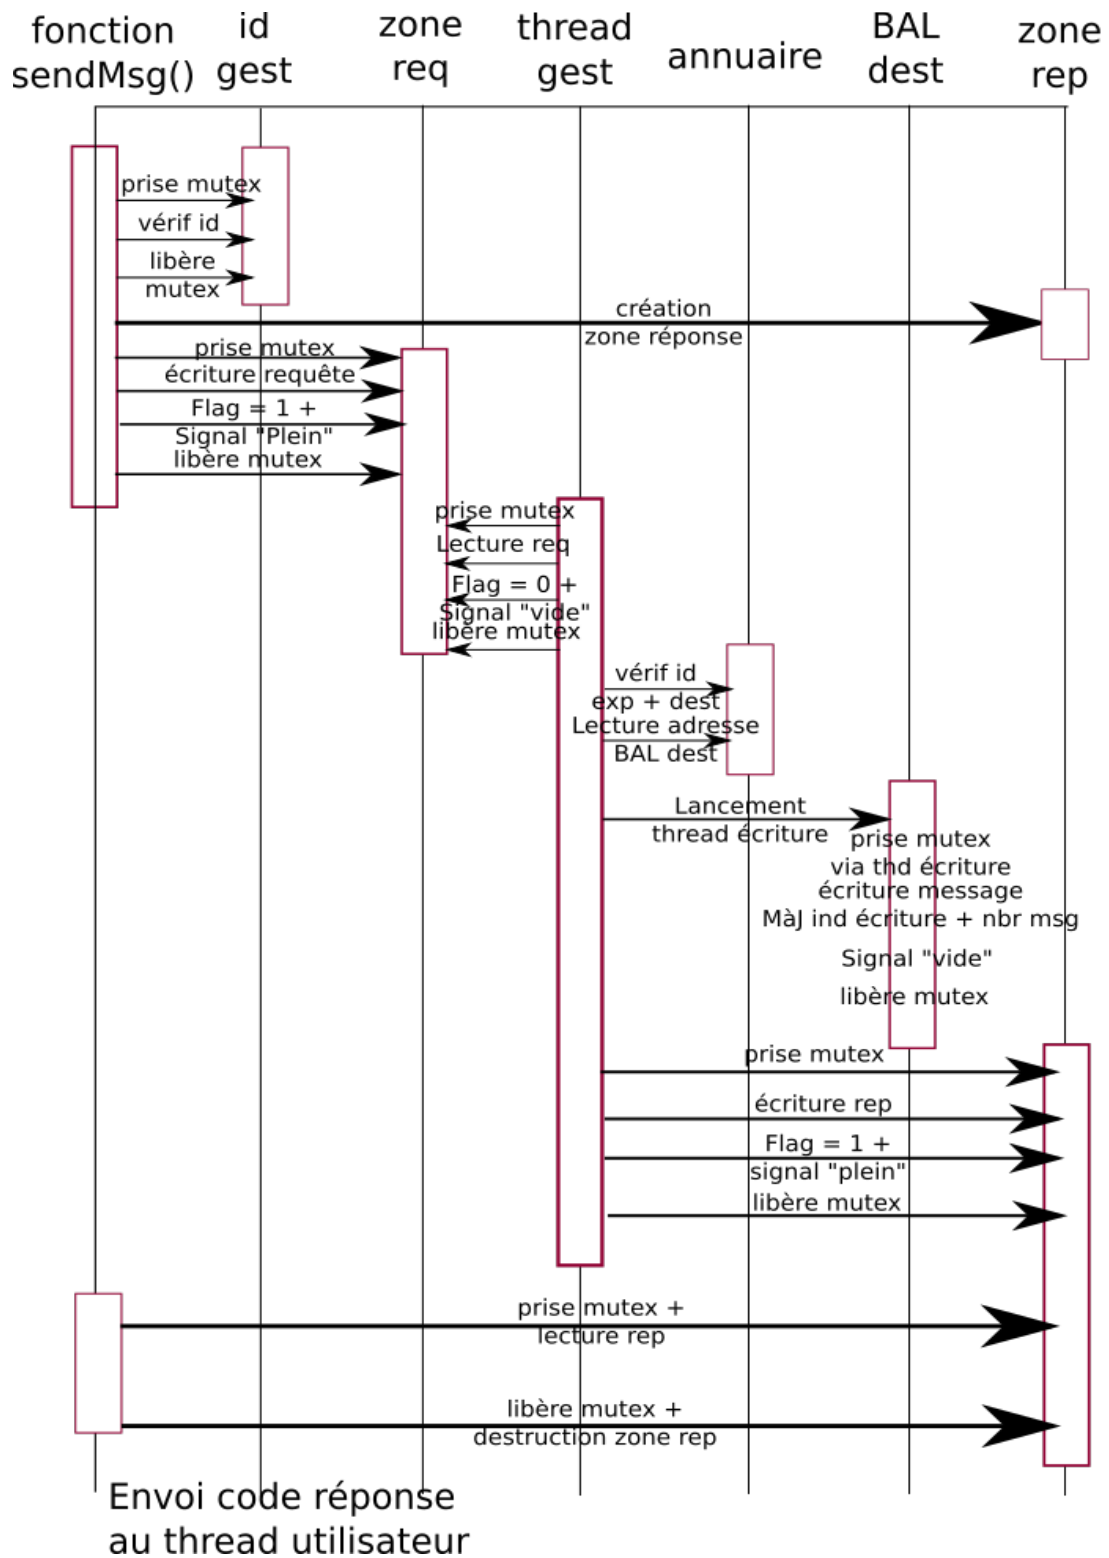 fonction
sendMsg()
id
gest
zone
req
thread
gest
annuaire
BAL
dest
zone
rep
prise mutex
vérif id
libère
mutex
création
zone réponse
prise mutex
écriture requête
Flag = 1 +
Signal "Plein"
libère mutex
prise mutex
Lecture req
Flag = 0 +
Signal "vide"
libère mutex
vérif id
exp + dest
Lecture adresse
BAL dest
Lancement
thread écriture
prise mutex
via thd écriture
écriture message
MàJ ind écriture + nbr msg
Signal "vide"
libère mutex
prise mutex
écriture rep
Flag = 1 +
signal "plein"
libère mutex
prise mutex +
lecture rep
libère mutex +
destruction zone rep
Envoi code réponse
au thread utilisateur